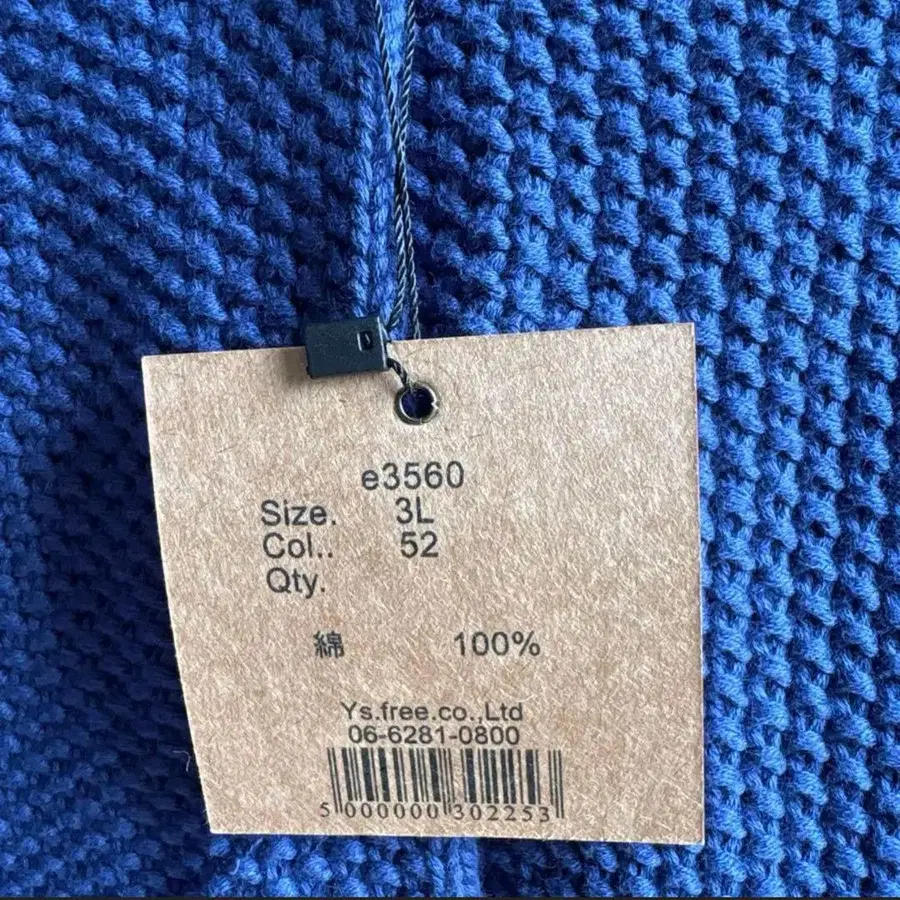 e3560
Size. 3L
Col.. 52
Qty.
綿 100%
Ys.free.co.,Ltd
06-6281-0800
5 000000 302253